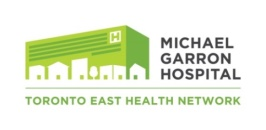 H
MICHAEL
GARRON
HOSPITAL
TORONTO EAST HEALTH NETWORK